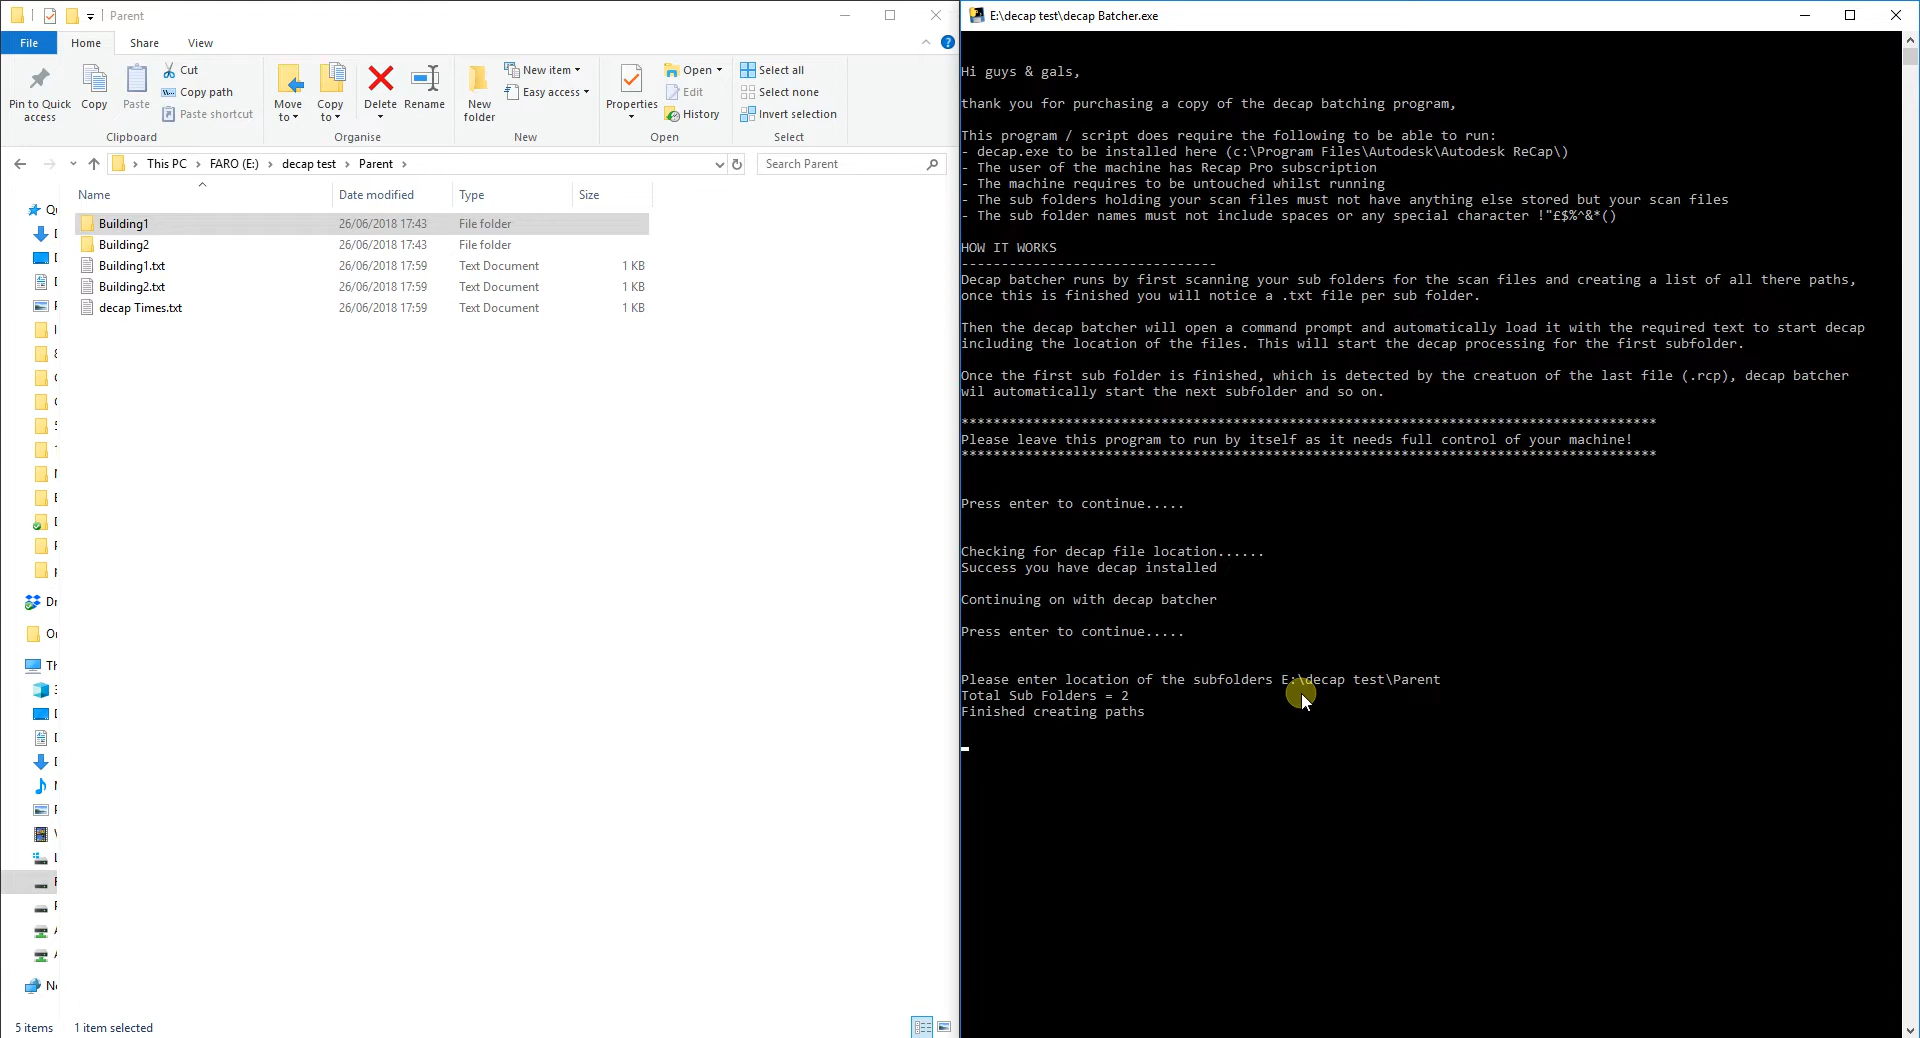 Parent
File
Home
Share
View
Pin to Quick access
Copy
Paste
Cut
Copy path
Paste shortcut
Clipboard
Move to
Copy to
Delete
Rename
Organise
New folder
New item
Easy access
New
Properties
Open
Edit
History
Open
Select all
Select none
Invert selection
Select
This PC > FARO (E:) > decap test > Parent >
Search Parent
Name Date modified Type Size
Building1 26/06/2018 17:43 File folder
Building2 26/06/2018 17:43 File folder
Building1.txt 26/06/2018 17:59 Text Document 1 KB
Building2.txt 26/06/2018 17:59 Text Document 1 KB
decap Times.txt 26/06/2018 17:59 Text Document 1 KB
5 items 1 item selected
E:\decap test\decap Batcher.exe
Hi guys & gals,
thank you for purchasing a copy of the decap batching program,
This program / script does require the following to be able to run:
- decap.exe to be installed here (c:\Program Files\Autodesk\Autodesk ReCap\)
- The user of the machine has Recap Pro subscription
- The machine requires to be untouched whilst running
- The sub folders holding your scan files must not have anything else stored but your scan files
- The sub folder names must not include spaces or any special character !"£$%^&*()
HOW IT WORKS
--------------------------------
Decap batcher runs by first scanning your sub folders for the scan files and creating a list of all there paths,
once this is finished you will notice a .txt file per sub folder.
Then the decap batcher will open a command prompt and automatically load it with the required text to start decap
including the location of the files. This will start the decap processing for the first subfolder.
Once the first sub folder is finished, which is detected by the creatuon of the last file (.rcp), decap batcher
wil automatically start the next subfolder and so on.
***************************************************************************************
Please leave this program to run by itself as it needs full control of your machine!
***************************************************************************************
Press enter to continue.....
Checking for decap file location......
Success you have decap installed
Continuing on with decap batcher
Press enter to continue.....
Please enter location of the subfolders E:\decap test\Parent
Total Sub Folders = 2
Finished creating paths